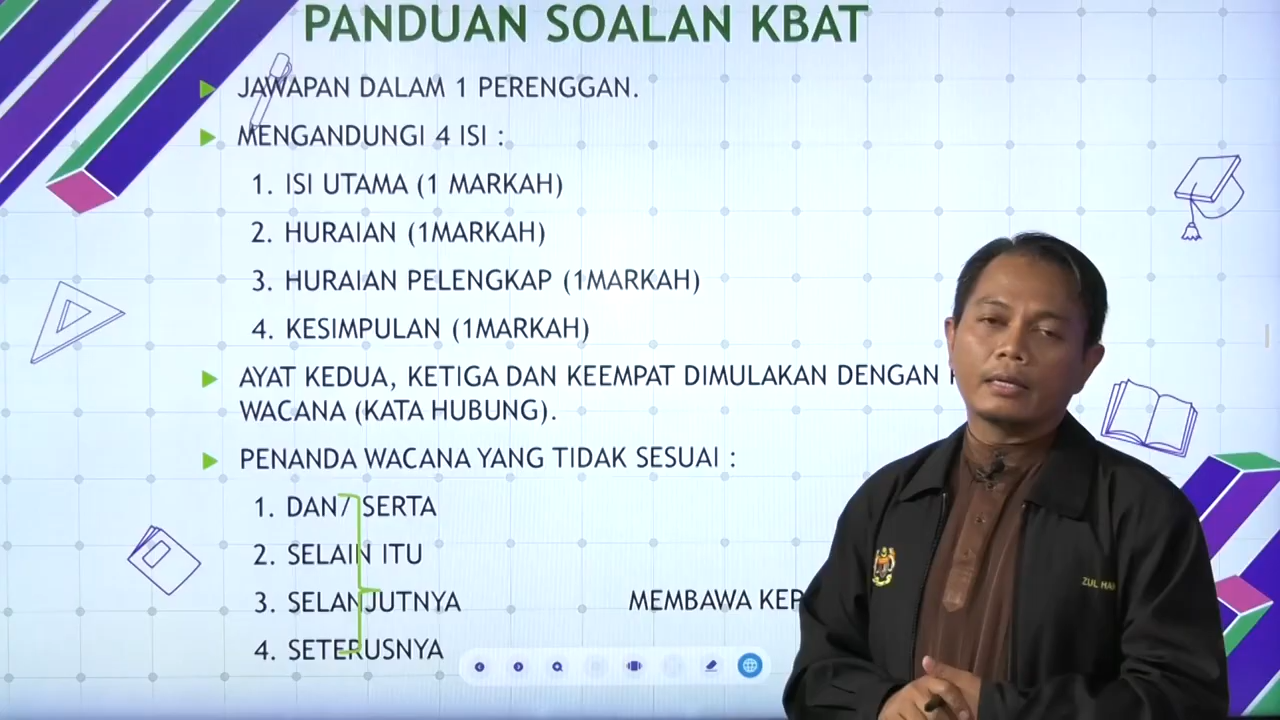 PANDUAN SOALAN KBAT
JAWAPAN DALAM 1 PERENGGAN.
MENGANDUNGI 4 ISI :
1. ISI UTAMA (1 MARKAH)
2. HURAIAN (1MARKAH)
3. HURAIAN PELENGKAP (1MARKAH)
4. KESIMPULAN (1MARKAH)
AYAT KEDUA, KETIGA DAN KEEMPAT DIMULAKAN DENGAN
WACANA (KATA HUBUNG).
PENANDA WACANA YANG TIDAK SESUAI :
1. DAN/ SERTA
2. SELAIN ITU
3. SELANJUTNYA
MEMBAWA
4. SETERUSNYA
ZUL